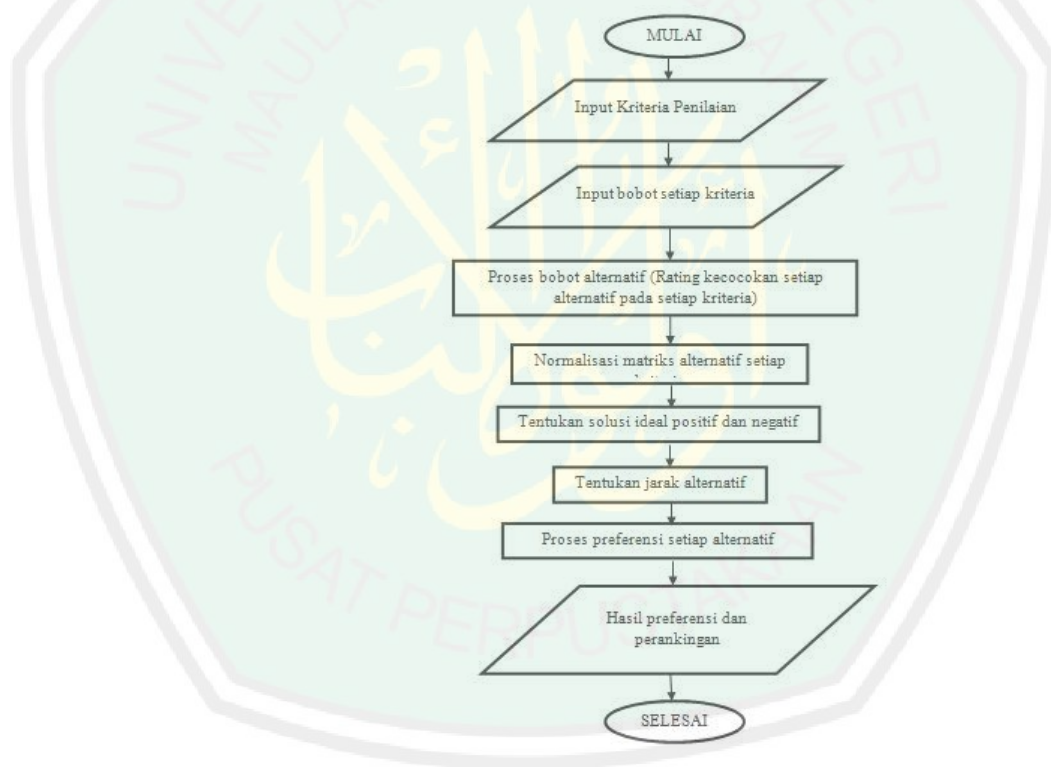 MULAI
Input Kriteria Penilaian
Input bobot setiap kriteria
Proses bobot alternatif (Rating kecocokan setiap
alternatif pada setiap kriteria)
Normalisasi matriks alternatif setiap
Tentukan solusi ideal positif dan negatif
Tentukan jarak alternatif
Proses preferensi setiap alternatif
Hasil preferensi dan
perankingan
SELESAI
PUSAT PERPUSTAKAAN